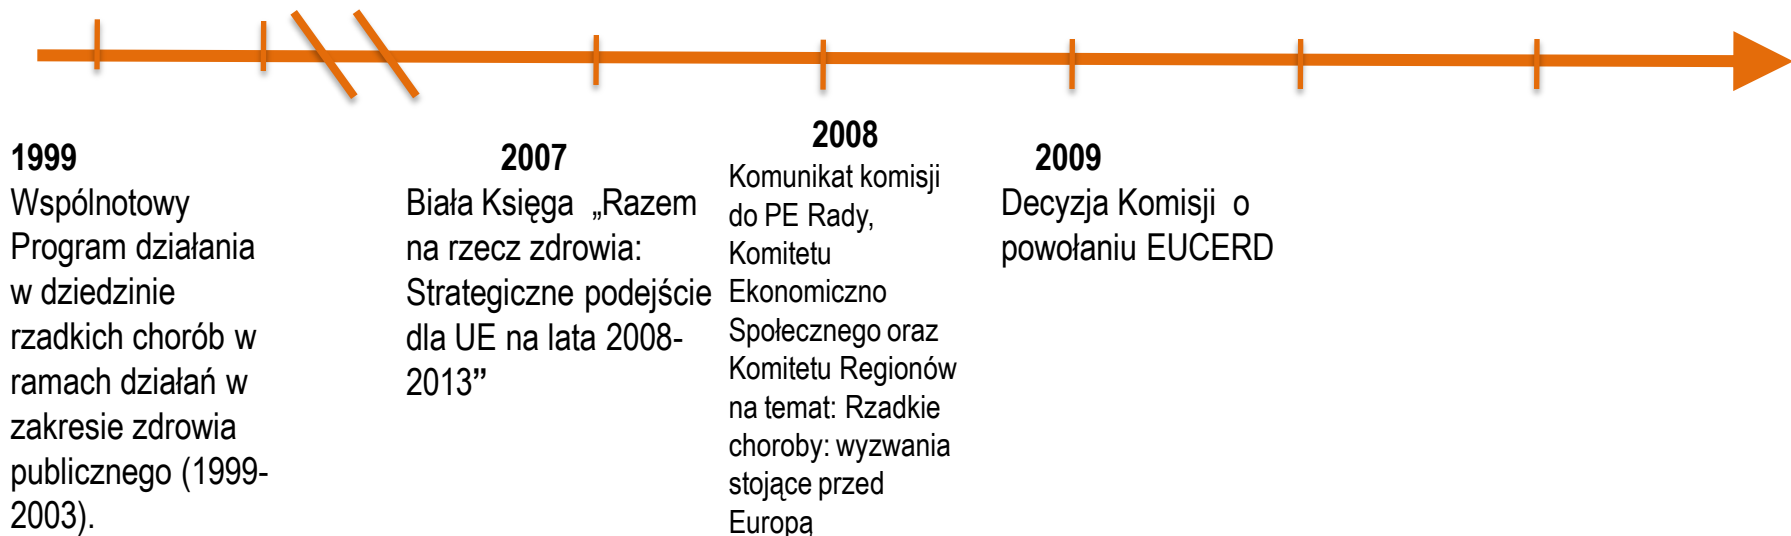 1999
Wspólnotowy
Program działania
w dziedzinie
rzadkich chorób w
ramach działań w
zakresie zdrowia
publicznego (1999-
2003).
2007
Biała Księga „Razem
na rzecz zdrowia:
Strategiczne podejście
dla UE na lata 2008-
2013”
2008
Komunikat komisji
do PE Rady,
Komitetu
Ekonomiczno
Społecznego oraz
Komitetu Regionów
na temat: Rzadkie
choroby: wyzwania
stojące przed
Europą
2009
Decyzja Komisji o
powołaniu EUCERD